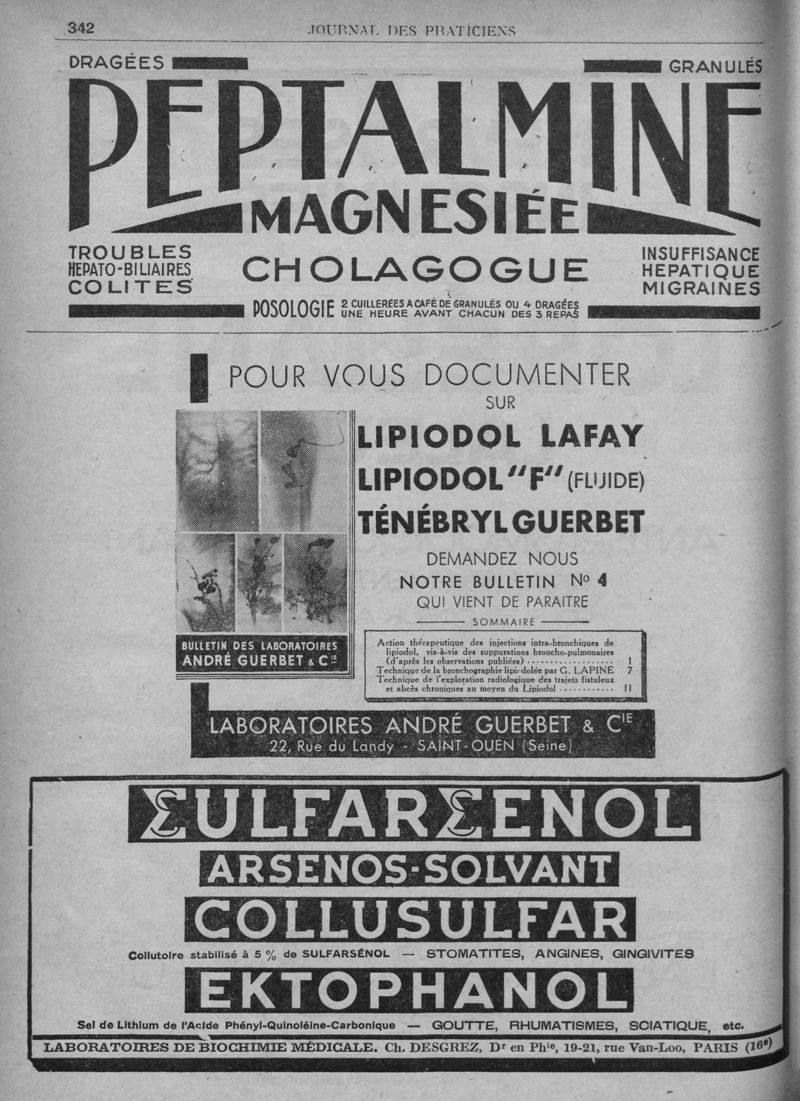 342
JOURNAL DES PRATICIENS
DRAGÉES
GRANULÉS
PEPTALMINE
MAGNESIÉE
TROUBLES
HEPATO-BILIAIRES
COLITES
CHOLAGOGUE
INSUFFISANCE
HEPATIQUE
MIGRAINES
POSOLOGIE 2 CUILLERÉES A CAFÉ DE GRANULÉS OU 4 DRAGÉES
UNE HEURE AVANT CHACUN DES 3 REPAS
POUR VOUS DOCUMENTER
SUR
LIPIODOL LAFAY
LIPIODOL "F" (FLUIDE)
TÉNÉBRYL GUERBET
DEMANDEZ NOUS
NOTRE BULLETIN No 4
QUI VIENT DE PARAITRE
SOMMAIRE
Action thérapeutique des injections intra-bronchiques de
lipiodol, vis-à-vis des suppurations broncho-pulmonaires
(d'après les observations publiées) .................... 1
Technique de la bronchographie lipiodolée par G. LAPINE 7
Technique de l'exploration radiologique des trajets fistuleux
et abcès chroniques au moyen du Lipiodol ............ 11
BULLETIN DES LABORATOIRES
ANDRÉ GUERBET & CIE
LABORATOIRES ANDRÉ GUERBET & CIE
22, Rue du Landy - SAINT-OUEN (Seine)
SULFARSENOL
ARSENOS-SOLVANT
COLLUSULFAR
Collutoire stabilisé à 5 % de SULFARSÉNOL — STOMATITES, ANGINES, GINGIVITES
EKTOPHANOL
Sel de Lithium de l'Acide Phényl-Quinoléine-Carbonique — GOUTTE, RHUMATISMES, SCIATIQUE, etc.
LABORATOIRES DE BIOCHIMIE MÉDICALE. Ch. DESGREZ, Dr en Phie, 19-21, rue Van-Loo, PARIS (16e)